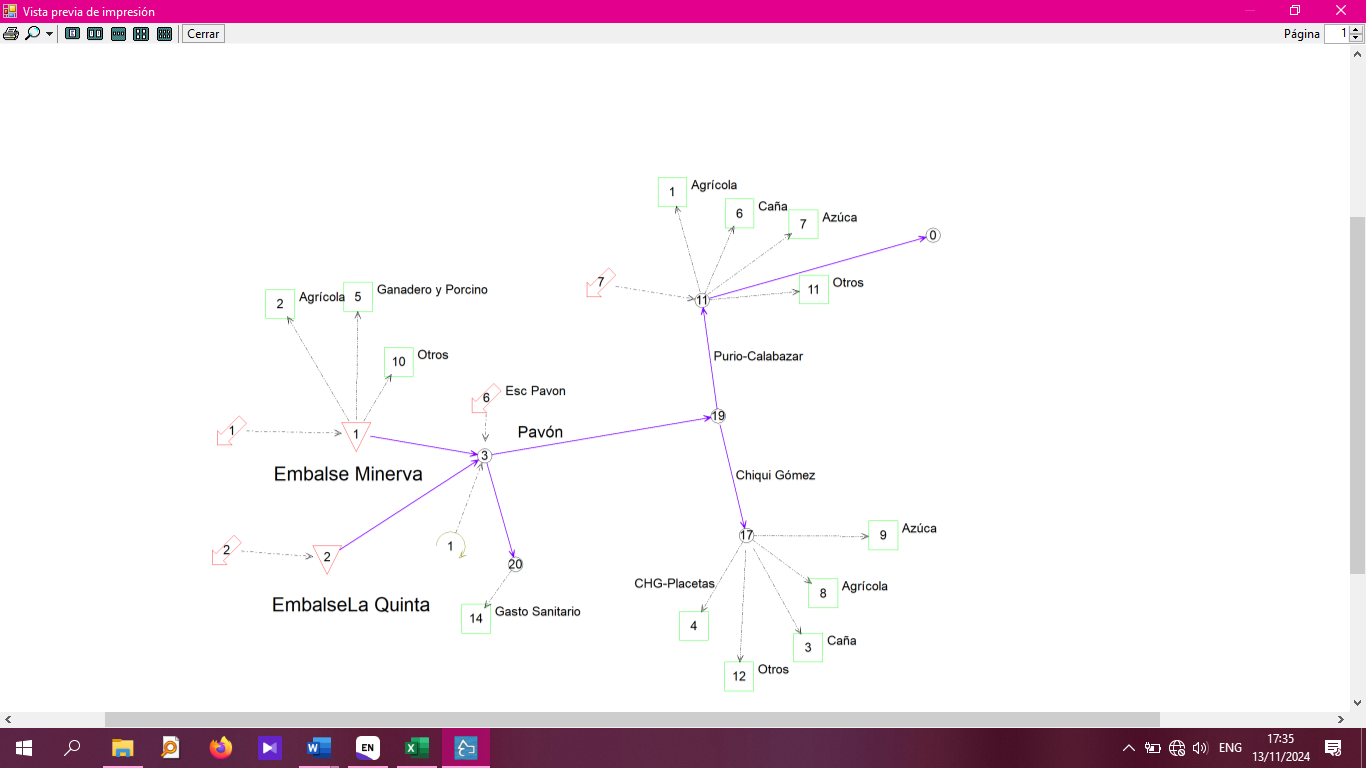 Vista previa de impresión
Cerrar
Página 1
1 Agrícola
6 Caña
7 Azúca
0
7
11
11 Otros
2 Agrícola
5 Ganadero y Porcino
10 Otros
Purio-Calabazar
6 Esc Pavon
19
1
1
Pavón
3
Embalse Minerva
Chiqui Gómez
2
2
1
17
9 Azúca
20
EmbalseLa Quinta
CHG-Placetas
8 Agrícola
14 Gasto Sanitario
4
3 Caña
12 Otros
EN
ENG
17:35
13/11/2024